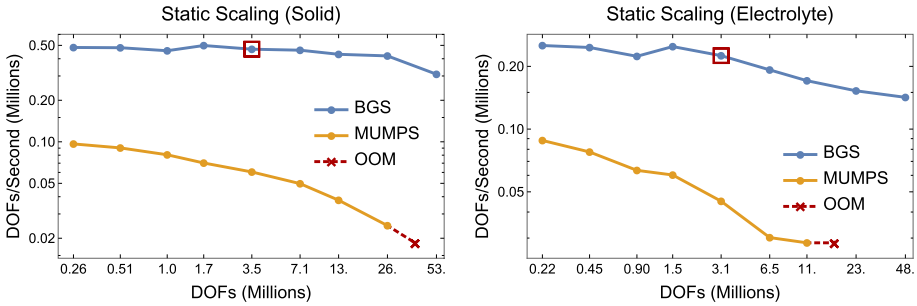 Static Scaling (Solid)
DOFs/Second (Millions)
0.50
0.20
0.10
0.05
0.02
BGS
MUMPS
OOM
0.26 0.51 1.0 1.7 3.5 7.1 13. 26. 53.
DOFs (Millions)
Static Scaling (Electrolyte)
DOFs/Second (Millions)
0.20
0.10
0.05
BGS
MUMPS
OOM
0.22 0.45 0.90 1.5 3.1 6.5 11. 23. 48.
DOFs (Millions)